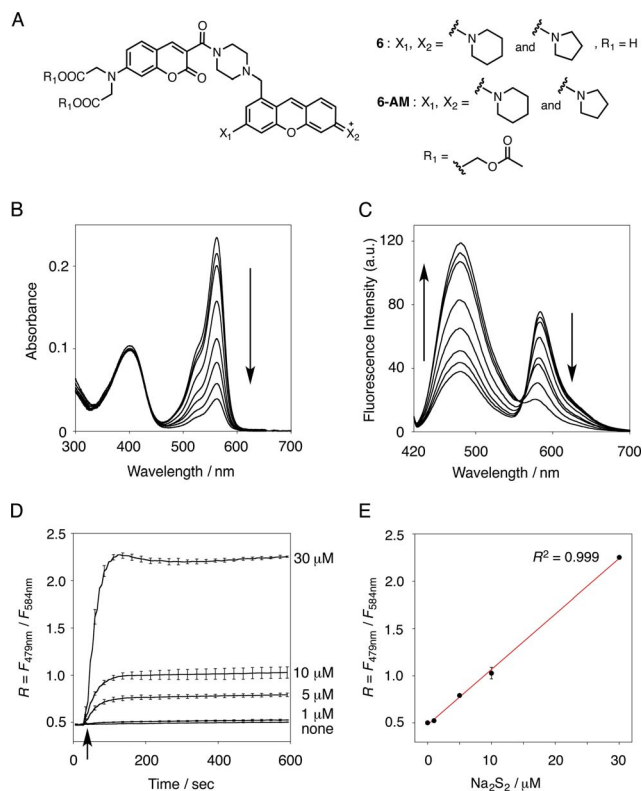 A
R₁OOC
R₁OOC
N
O
O
O
N
N
X₁
O
X₂
+
6 : X₁, X₂ = N and N , R₁ = H
6-AM : X₁, X₂ = N and N
R₁ = O O
B
Absorbance
0.2
0.1
0
300 400 500 600 700
Wavelength / nm
C
Fluorescence Intensity (a.u.)
120
80
40
0
420 500 600 700
Wavelength / nm
D
R = F479nm / F584nm
2.5
2.0
1.5
1.0
0.5
30 μM
10 μM
5 μM
1 μM
none
0 200 400 600
Time / sec
E
R = F479nm / F584nm
2.5
2.0
1.5
1.0
0.5
R² = 0.999
0 10 20 30
Na₂S₂ / μM